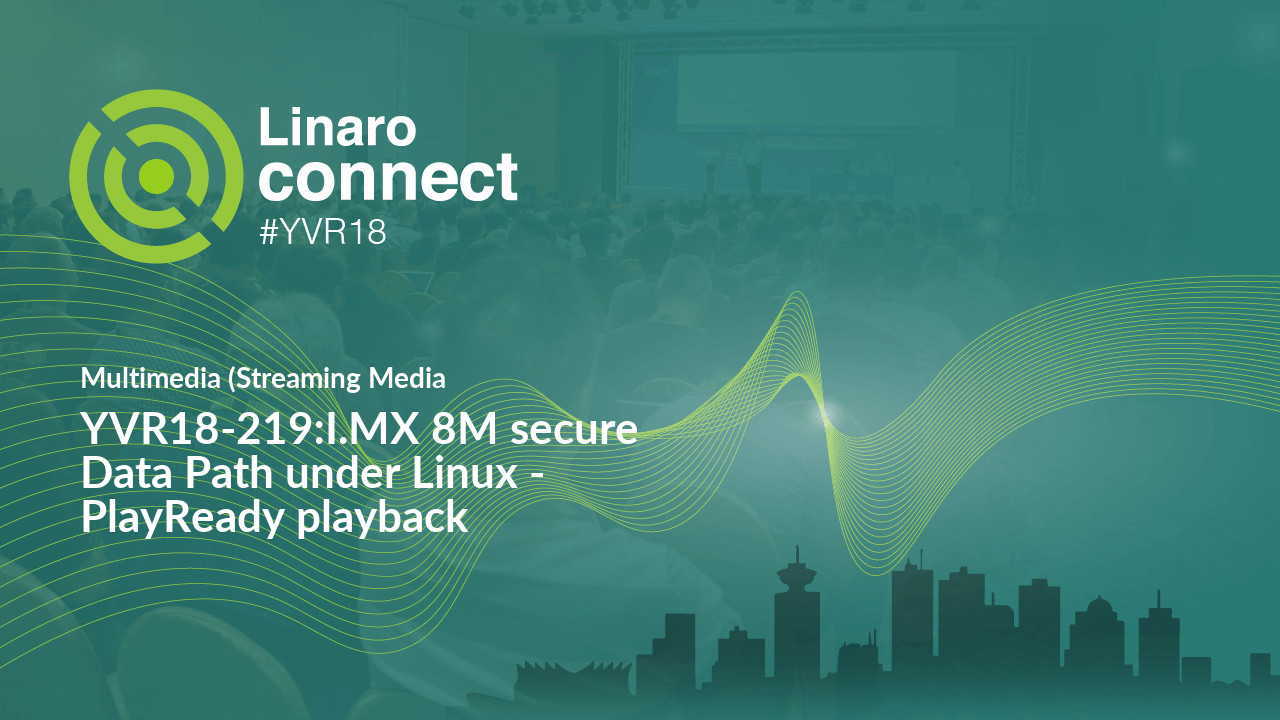 Linaro
connect
#YVR18
Multimedia (Streaming Media
YVR18-219:I.MX 8M secure
Data Path under Linux -
PlayReady playback